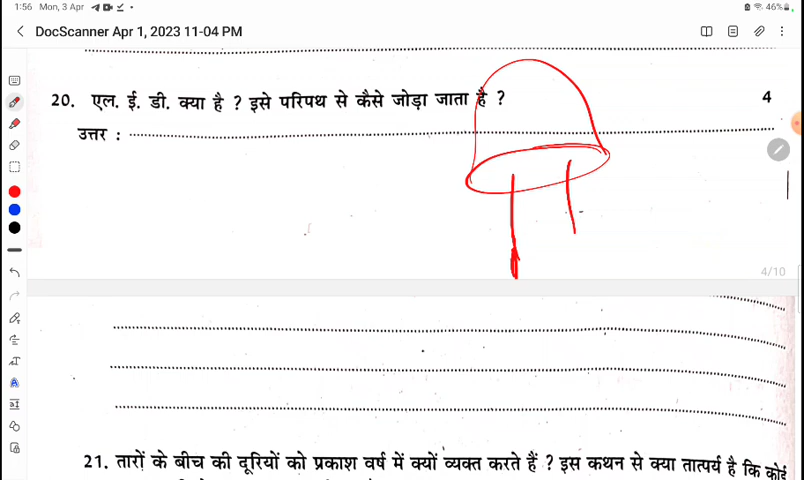 1:56 Mon, 3 Apr
46%
DocScanner Apr 1, 2023 11-04 PM
20. एल. ई. डी. क्या है ? इसे परिपथ से कैसे जोड़ा जाता है ?
4
उत्तर :
4/10
21. तारों के बीच की दूरियों को प्रकाश वर्ष में क्यों व्यक्त करते हैं ? इस कथन से क्या तात्पर्य है कि कोई